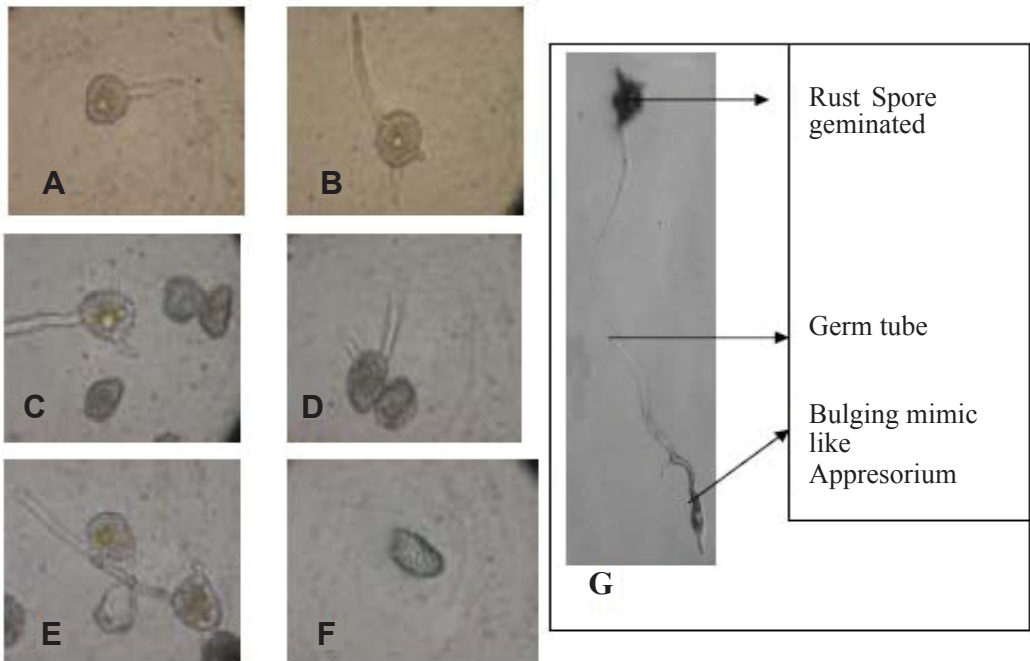 A
B
C
D
E
F
G
Rust Spore
geminated
Germ tube
Bulging mimic
like
Appresorium